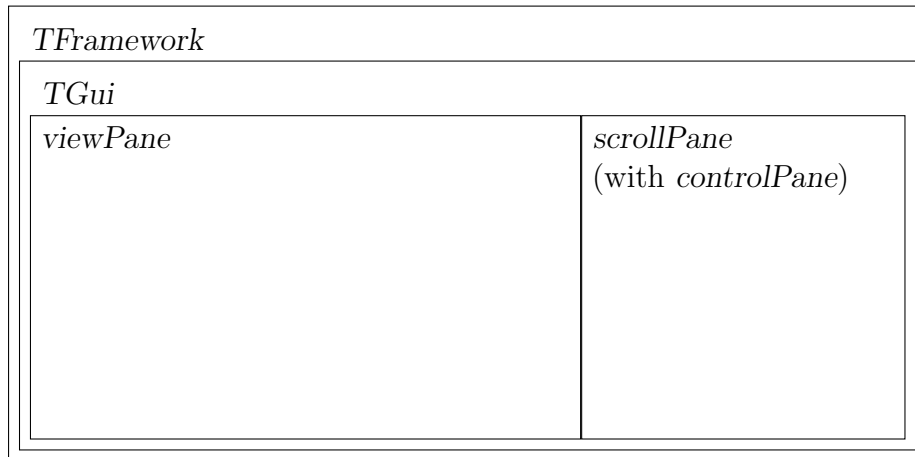 TFramework
TGui
viewPane
scrollPane
(with controlPane)